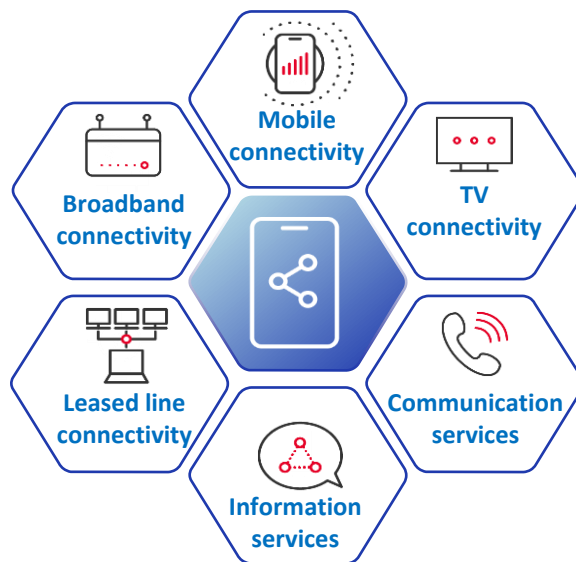 Mobile
connectivity
Broadband
connectivity
TV
connectivity
Leased line
connectivity
Communication
services
Information
services